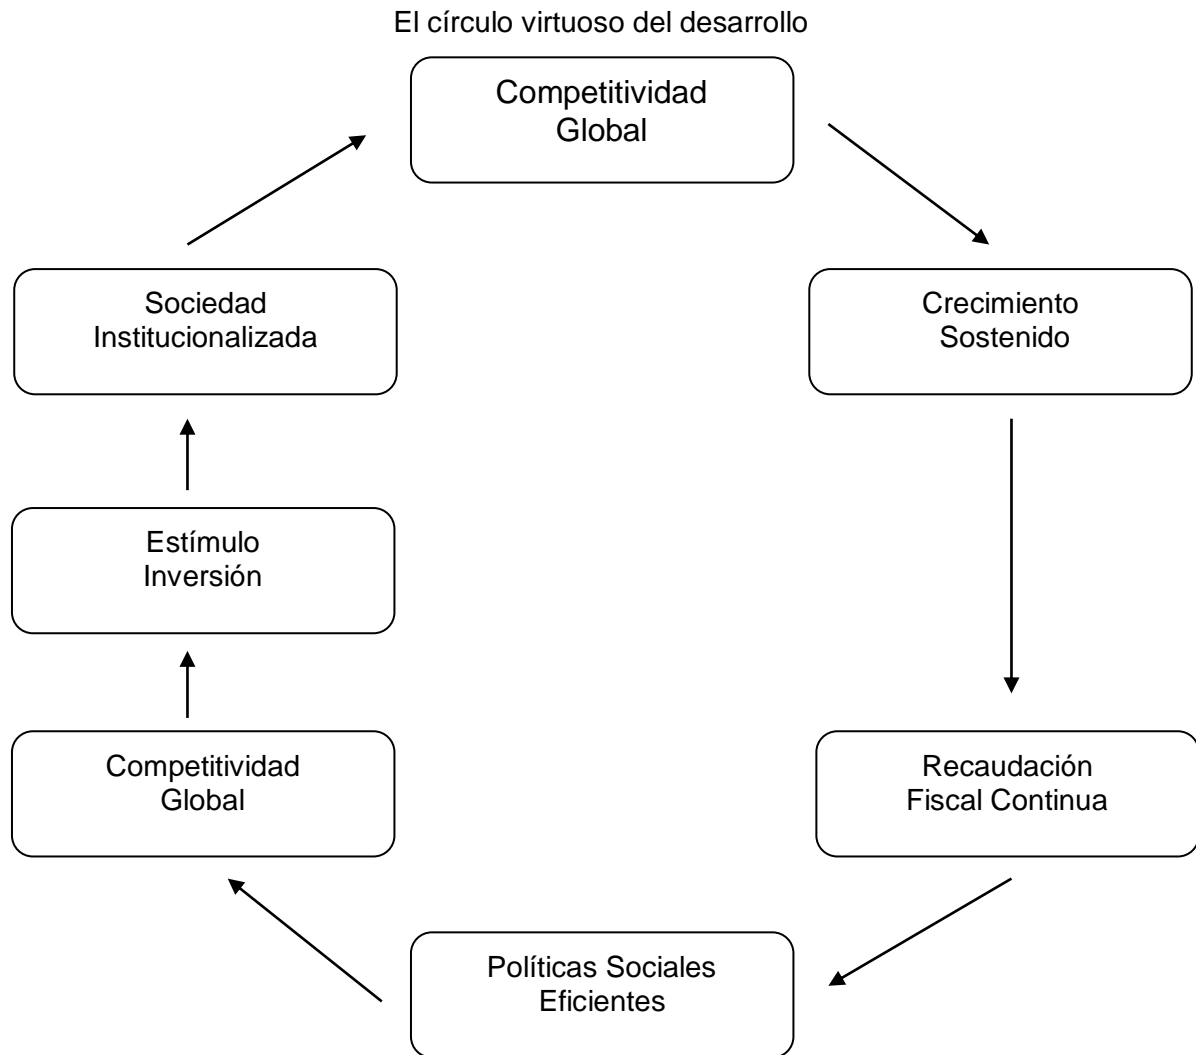 El círculo virtuoso del desarrollo
Competitividad
Global
Sociedad
Institucionalizada
Crecimiento
Sostenido
Estímulo
Inversión
Competitividad
Global
Recaudación
Fiscal Continua
Políticas Sociales
Eficientes